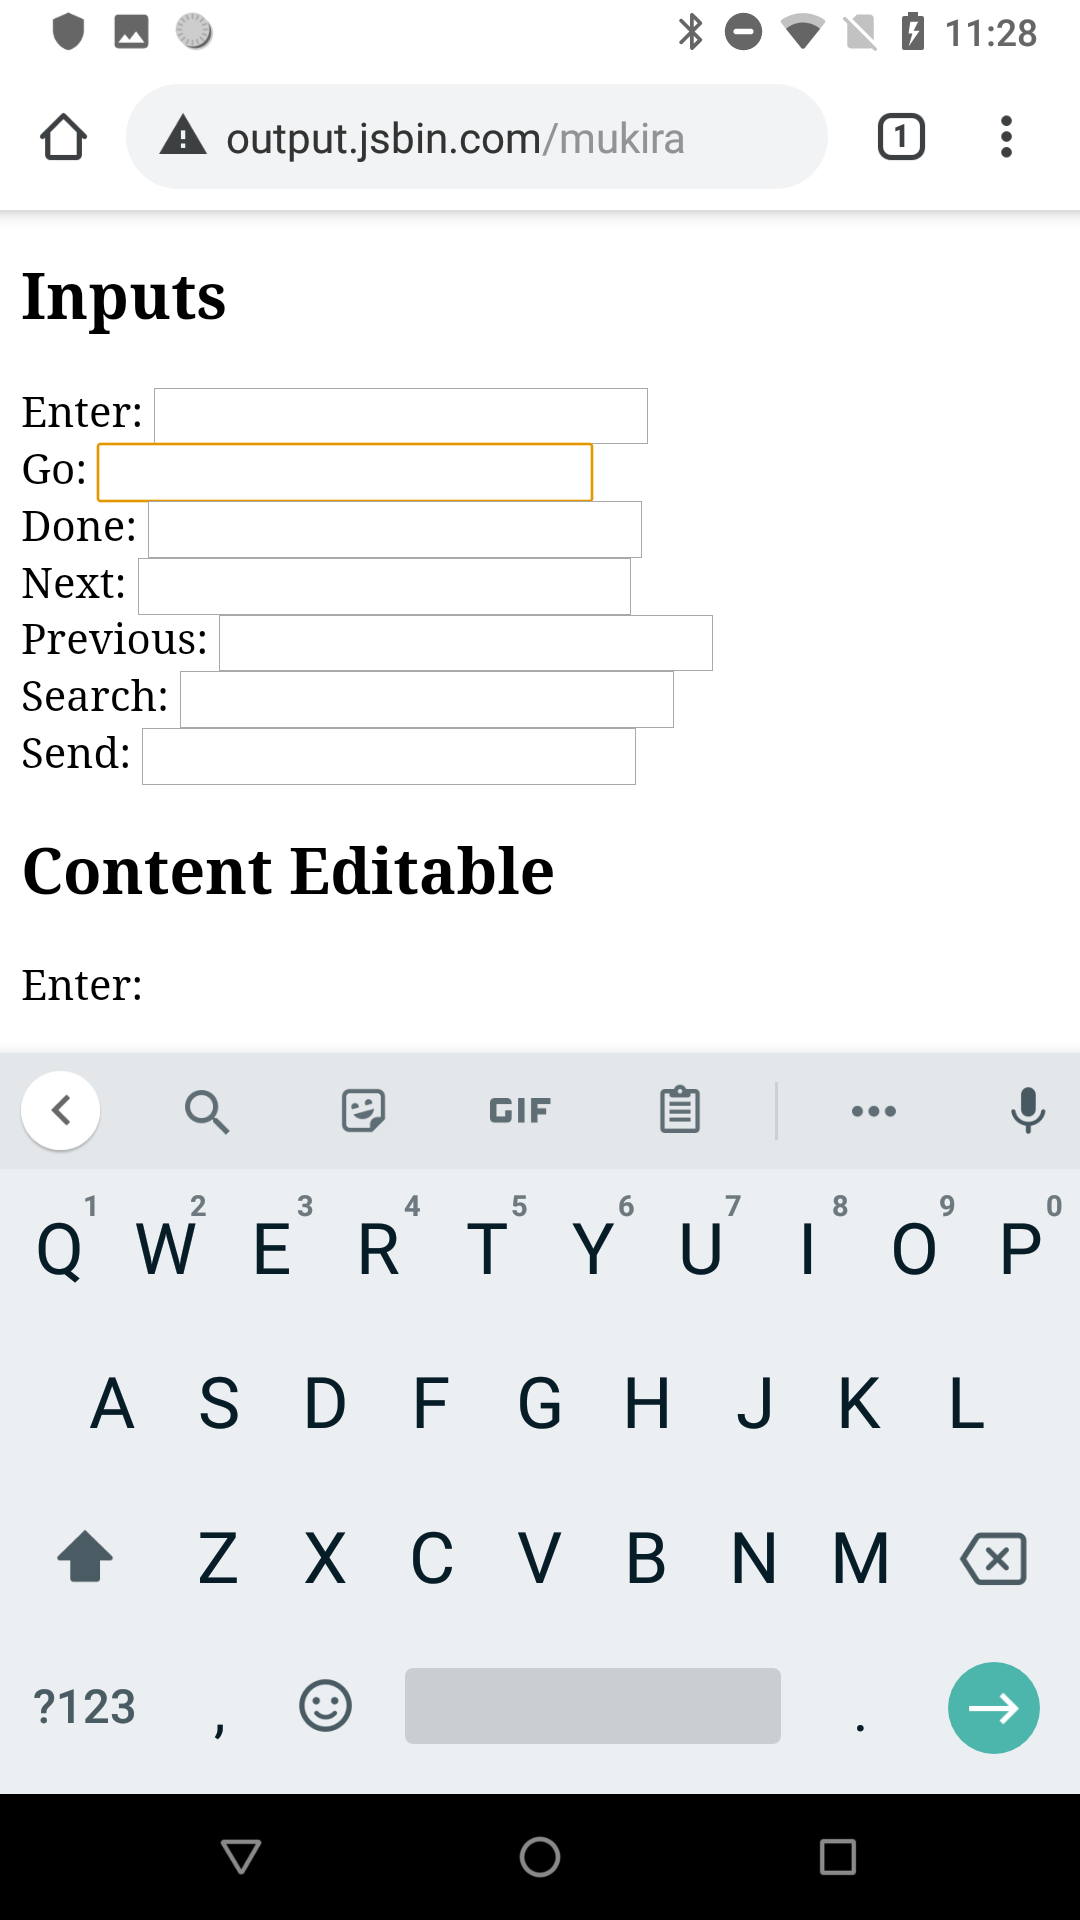 11:28
output.jsbin.com/mukira
1
Inputs
Enter:
Go:
Done:
Next:
Previous:
Search:
Send:
Content Editable
Enter:
GIF
1 2 3 4 5 6 7 8 9 0
Q W E R T Y U I O P
A S D F G H J K L
Z X C V B N M
?123 , .